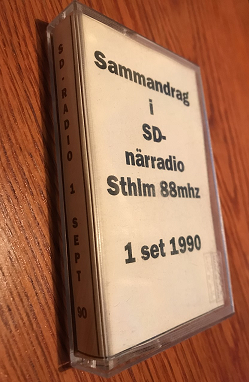 Sammandrag
i
SD-
närradio
Sthlm 88mhz
1 set 1990
SD-RADIO 1 SEPT 90